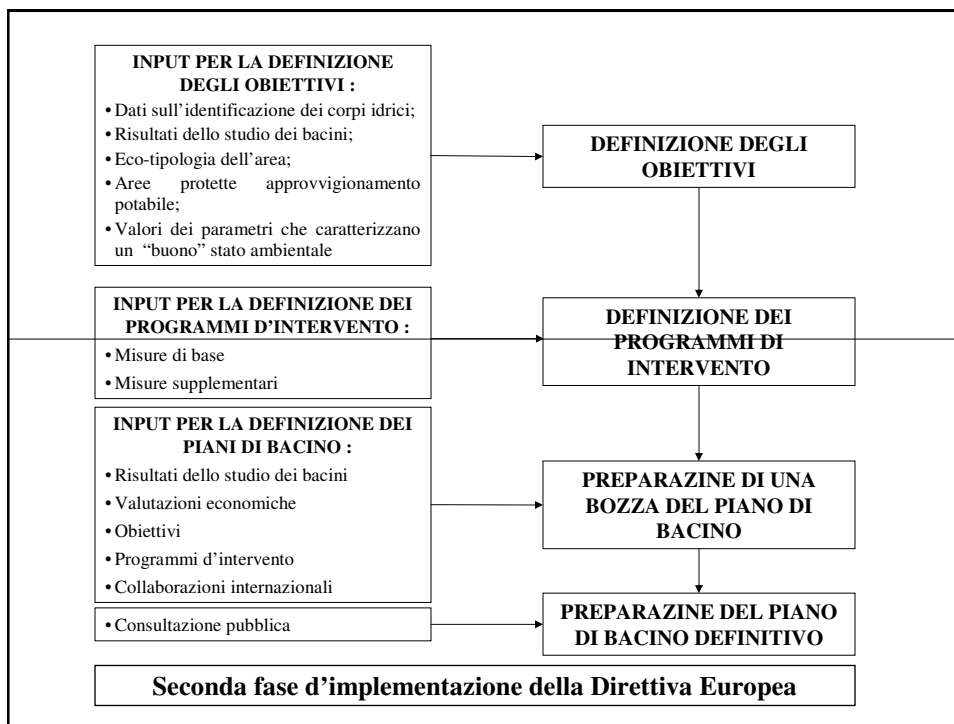 INPUT PER LA DEFINIZIONE
DEGLI OBIETTIVI :
• Dati sull’identificazione dei corpi idrici;
• Risultati dello studio dei bacini;
• Eco-tipologia dell’area;
• Aree protette approvvigionamento
potabile;
• Valori dei parametri che caratterizzano
un “buono” stato ambientale
DEFINIZIONE DEGLI
OBIETTIVI
INPUT PER LA DEFINIZIONE DEI
PROGRAMMI D’INTERVENTO :
• Misure di base
• Misure supplementari
DEFINIZIONE DEI
PROGRAMMI DI
INTERVENTO
INPUT PER LA DEFINIZIONE DEI
PIANI DI BACINO :
• Risultati dello studio dei bacini
• Valutazioni economiche
• Obiettivi
• Programmi d’intervento
• Collaborazioni internazionali
PREPARAZINE DI UNA
BOZZA DEL PIANO DI
BACINO
• Consultazione pubblica
PREPARAZINE DEL PIANO
DI BACINO DEFINITIVO
Seconda fase d’implementazione della Direttiva Europea